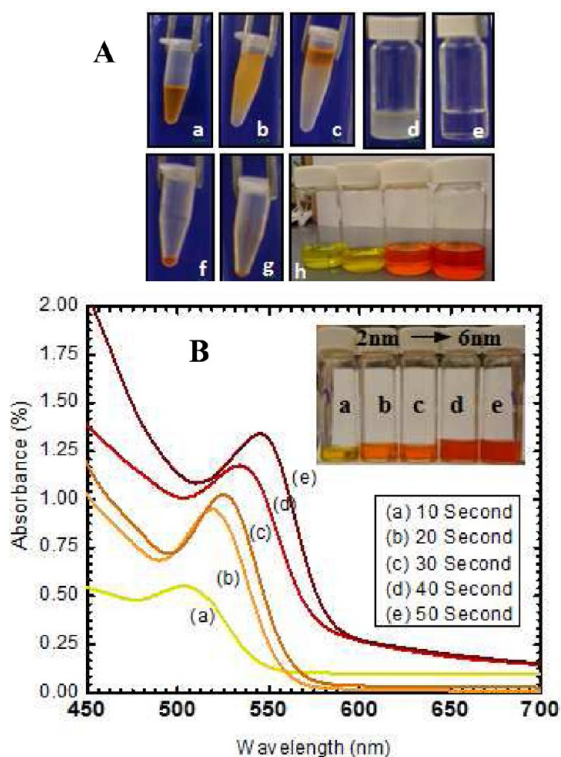 A
a
b
c
d
e
f
g
h
B
2nm → 6nm
a b c d e
2.00
1.75
1.50
1.25
1.00
0.75
0.50
0.25
0.00
Absorbance (%)
(e)
(d)
(c)
(b)
(a)
(a) 10 Second
(b) 20 Second
(c) 30 Second
(d) 40 Second
(e) 50 Second
450 500 550 600 650 700
Wavelength (nm)